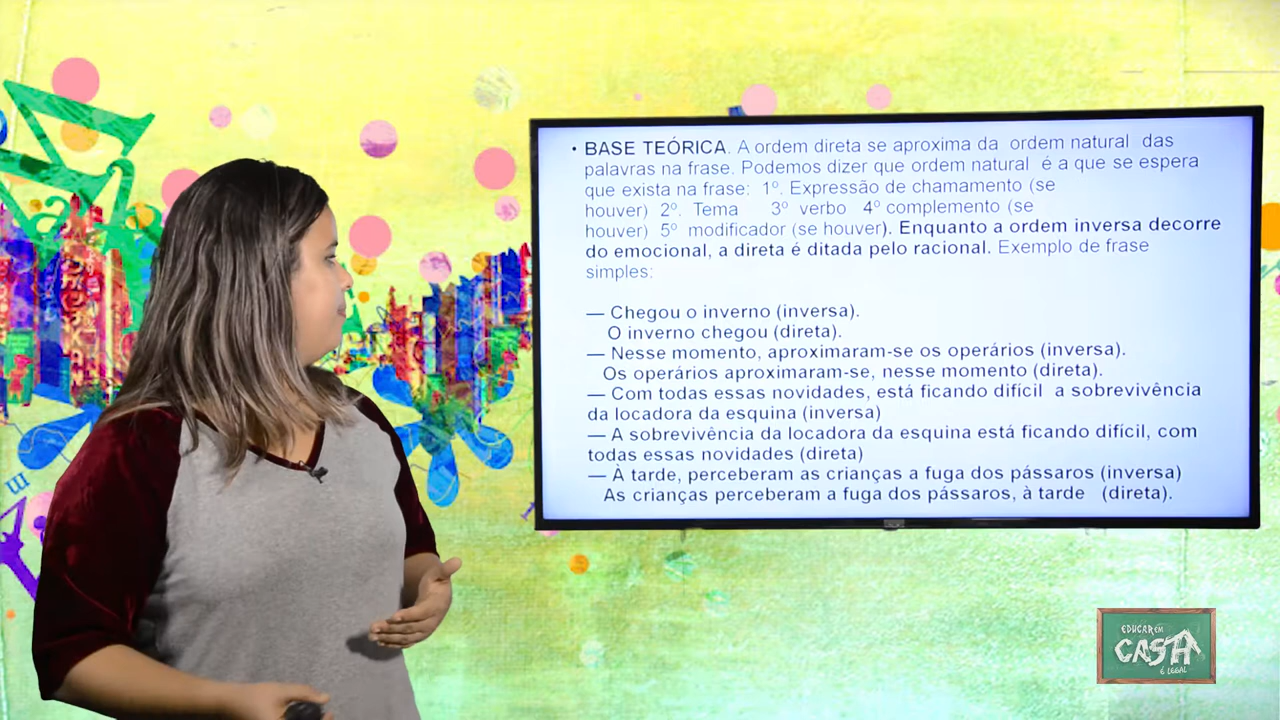 • BASE TEÓRICA. A ordem direta se aproxima da ordem natural das
palavras na frase. Podemos dizer que ordem natural é a que se espera
que exista na frase: 1º. Expressão de chamamento (se
houver) 2º. Tema 3º verbo 4º complemento (se
houver) 5º modificador (se houver). Enquanto a ordem inversa decorre
do emocional, a direta é ditada pelo racional. Exemplo de frase
simples:
— Chegou o inverno (inversa).
O inverno chegou (direta).
— Nesse momento, aproximaram-se os operários (inversa).
Os operários aproximaram-se, nesse momento (direta).
— Com todas essas novidades, está ficando difícil a sobrevivência
da locadora da esquina (inversa)
— A sobrevivência da locadora da esquina está ficando difícil, com
todas essas novidades (direta)
— À tarde, perceberam as crianças a fuga dos pássaros (inversa)
As crianças perceberam a fuga dos pássaros, à tarde (direta).
EDUCAR EM
CASA
É LEGAL